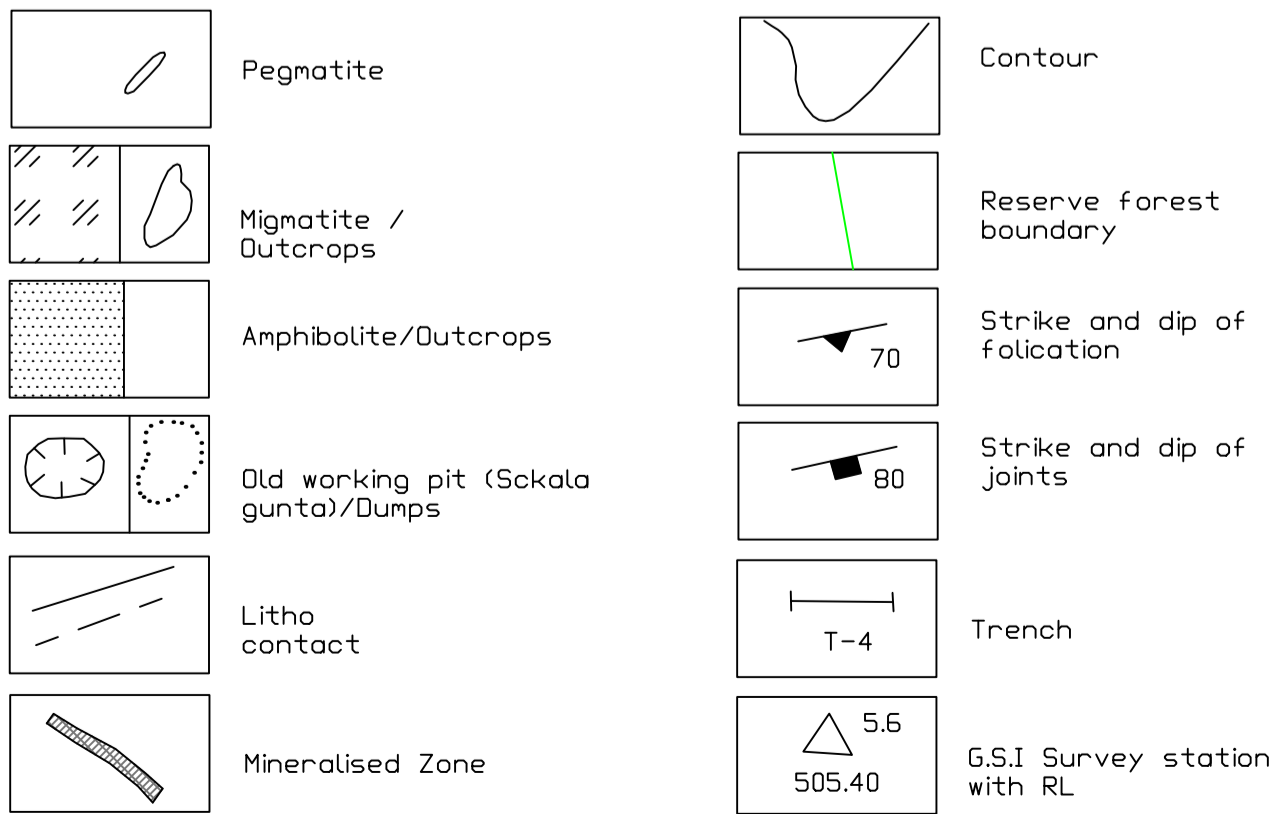 Pegmatite
Migmatite /
Outcrops
Amphibolite/Outcrops
Old working pit (Sckala
gunta)/Dumps
Litho
contact
Mineralised Zone
Contour
Reserve forest
boundary
70
Strike and dip of
folication
80
Strike and dip of
joints
T-4
Trench
5.6
505.40
G.S.I Survey station
with RL